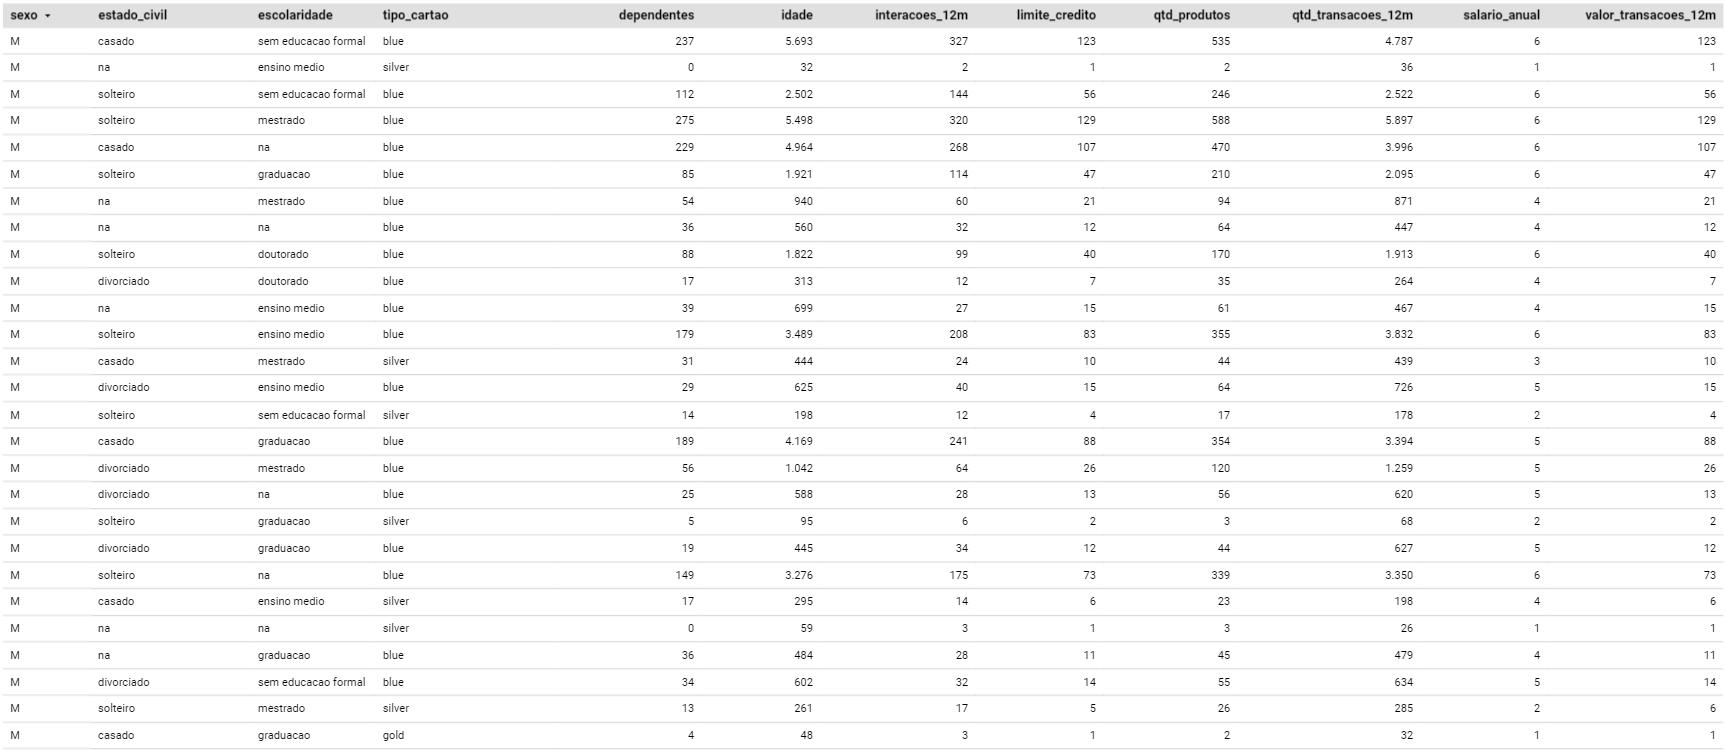 sexo estado_civil escolaridade tipo_cartao dependentes idade interacoes_12m limite_credito qtd_produtos qtd_transacoes_12m salario_anual valor_transacoes_12m
M casado sem educacao formal blue 237 5.693 327 123 535 4.787 6 123
M na ensino medio silver 0 32 2 1 2 36 1 1
M solteiro sem educacao formal blue 112 2.502 144 56 246 2.522 6 56
M solteiro mestrado blue 275 5.498 320 129 588 5.897 6 129
M casado na blue 229 4.964 268 107 470 3.996 6 107
M solteiro graduacao blue 85 1.921 114 47 210 2.095 6 47
M na mestrado blue 54 940 60 21 94 871 4 21
M na na blue 36 560 32 12 64 447 4 12
M solteiro doutorado blue 88 1.822 99 40 170 1.913 6 40
M divorciado doutorado blue 17 313 12 7 35 264 4 7
M na ensino medio blue 39 699 27 15 61 467 4 15
M solteiro ensino medio blue 179 3.489 208 83 355 3.832 6 83
M casado mestrado silver 31 444 24 10 44 439 3 10
M divorciado ensino medio blue 29 625 40 15 64 726 5 15
M solteiro sem educacao formal silver 14 198 12 4 17 178 2 4
M casado graduacao blue 189 4.169 241 88 354 3.394 5 88
M divorciado mestrado blue 56 1.042 64 26 120 1.259 5 26
M divorciado na blue 25 588 28 13 56 620 5 13
M solteiro graduacao silver 5 95 6 2 3 68 2 2
M divorciado graduacao blue 19 445 34 12 44 627 5 12
M solteiro na blue 149 3.276 175 73 339 3.350 6 73
M casado ensino medio silver 17 295 14 6 23 198 4 6
M na na silver 0 59 3 1 3 26 1 1
M na graduacao blue 36 484 28 11 45 479 4 11
M divorciado sem educacao formal blue 34 602 32 14 55 634 5 14
M solteiro mestrado silver 13 261 17 5 26 285 2 6
M casado graduacao gold 4 48 3 1 2 32 1 1